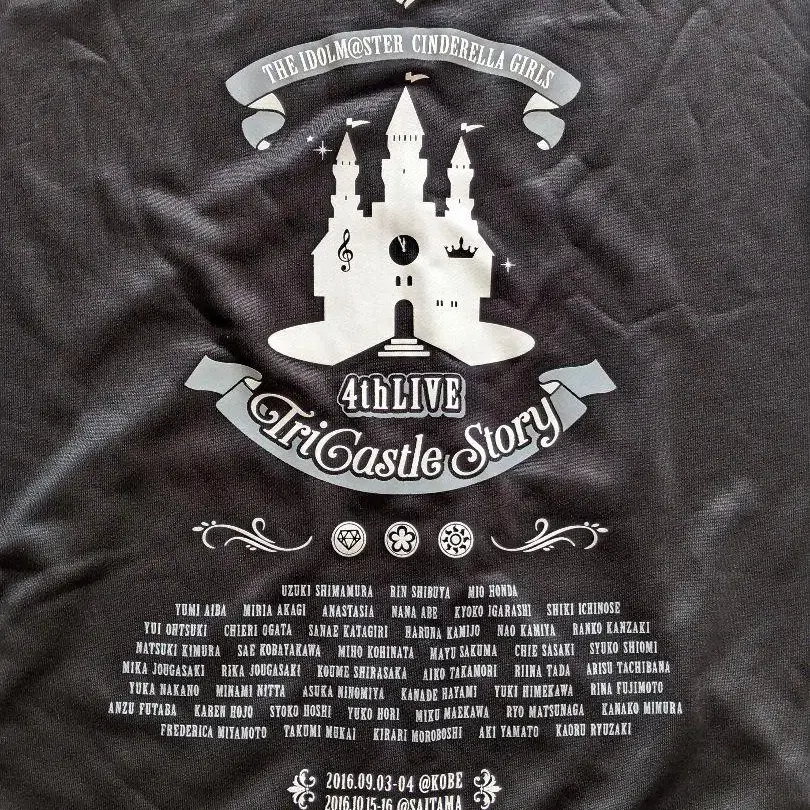 THE IDOLM@STER CINDERELLA GIRLS
4thLIVE
TriCastle Story
UZUKI SHIMAMURA RIN SHIBUYA MIO HONDA
YUMI AIBA MIRIA AKAGI ANASTASIA NANA ABE KYOKO IGARASHI SHIKI ICHINOSE
YUI OHTSUKI CHIERI OGATA SANAE KATAGIRI HARUNA KAMIJO NAO KAMIYA RANKO KANZAKI
NATSUKI KIMURA SAE KOBAYAKAWA MIHO KOHINATA MAYU SAKUMA CHIE SASAKI SYUKO SHIOMI
MIKA JOUGASAKI RIKA JOUGASAKI KOUME SHIRASAKA AIKO TAKAMORI RIINA TADA ARISU TACHIBANA
YUKA NAKANO MINAMI NITTA ASUKA NINOMIYA KANADE HAYAMI YUKI HIMEKAWA RINA FUJIMOTO
ANZU FUTABA KAREN HOJO SYOKO HOSHI YUKO HORI MIKU MAEKAWA RYO MATSUNAGA KANAKO MIMURA
FREDERICA MIYAMOTO TAKUMI MUKAI KIRARI MOROBOSHI AKI YAMATO KAORU RYUZAKI
2016.09.03-04 @KOBE
2016.10.15-16 @SAITAMA